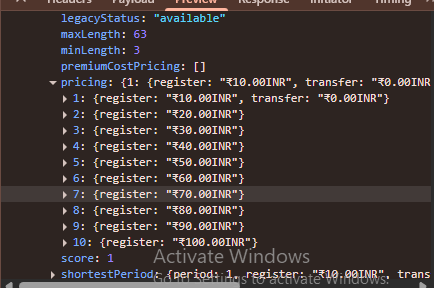 Headers Payload Preview Response Initiator Timing
legacyStatus: "available"
maxLength: 63
minLength: 3
premiumCostPricing: []
pricing: {1: {register: "₹10.00INR", transfer: "₹0.00INR
1: {register: "₹10.00INR", transfer: "₹0.00INR"}
2: {register: "₹20.00INR"}
3: {register: "₹30.00INR"}
4: {register: "₹40.00INR"}
5: {register: "₹50.00INR"}
6: {register: "₹60.00INR"}
7: {register: "₹70.00INR"}
8: {register: "₹80.00INR"}
9: {register: "₹90.00INR"}
10: {register: "₹100.00INR"}
score: 1
Activate Windows
shortestPeriod: {period: 1, register: "₹10.00INR", trans
Go to Settings to activate Windows.